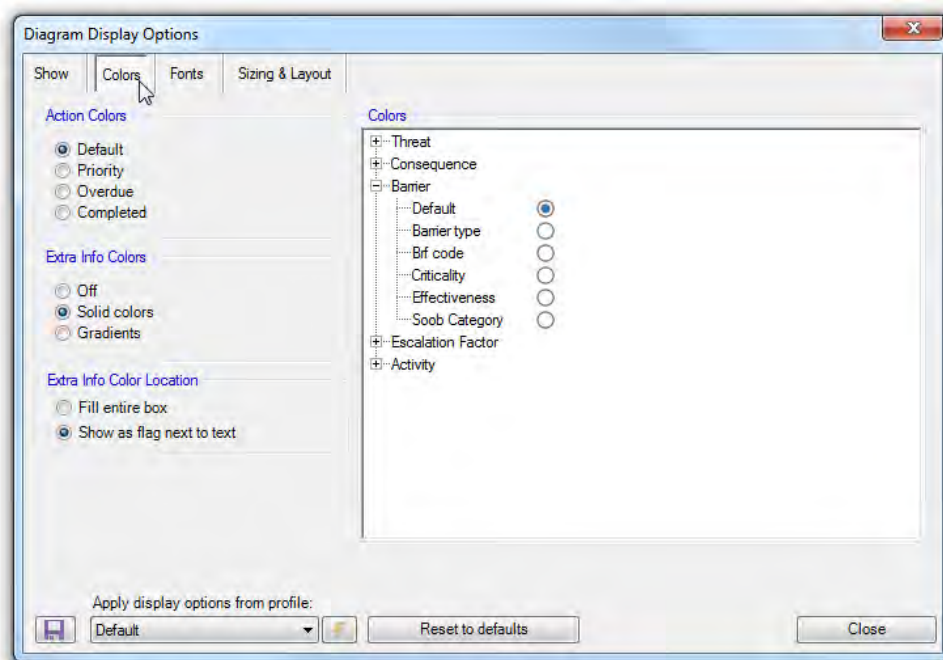 Diagram Display Options
Show Colors Fonts Sizing & Layout
Action Colors
Default
Priority
Overdue
Completed
Extra Info Colors
Off
Solid colors
Gradients
Extra Info Color Location
Fill entire box
Show as flag next to text
Colors
Threat
Consequence
Barrier
Default
Barrier type
Brf code
Criticality
Effectiveness
Soob Category
Escalation Factor
Activity
Apply display options from profile:
Default Reset to defaults Close